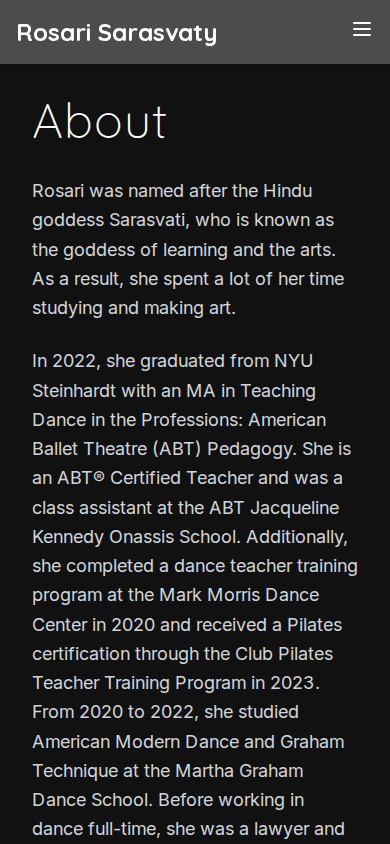 Rosari Sarasvaty
About
Rosari was named after the Hindu
goddess Sarasvati, who is known as
the goddess of learning and the arts.
As a result, she spent a lot of her time
studying and making art.
In 2022, she graduated from NYU
Steinhardt with an MA in Teaching
Dance in the Professions: American
Ballet Theatre (ABT) Pedagogy. She is
an ABT® Certified Teacher and was a
class assistant at the ABT Jacqueline
Kennedy Onassis School. Additionally,
she completed a dance teacher training
program at the Mark Morris Dance
Center in 2020 and received a Pilates
certification through the Club Pilates
Teacher Training Program in 2023.
From 2020 to 2022, she studied
American Modern Dance and Graham
Technique at the Martha Graham
Dance School. Before working in
dance full-time, she was a lawyer and